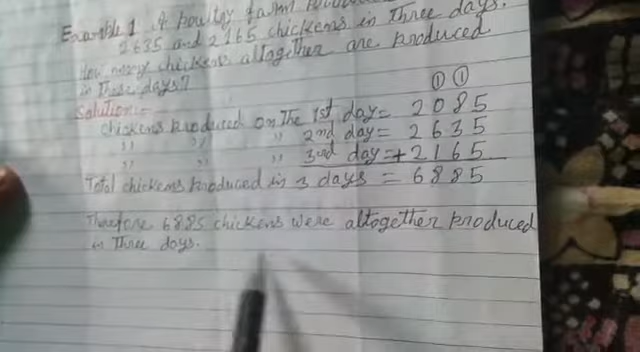 Example 1 A Poultry farm produced
2635 and 2165 chickens in Three days.
How many chickens altogether are produced
in These days?
Solution:-
① ①
Chickens produced on The 1st day = 2085
,, ,, ,, 2nd day = 2635
,, ,, ,, 3rd day = +2165
Total chickens produced in 3 days = 6885
Therefore 6885 chickens were altogether produced
in Three days.